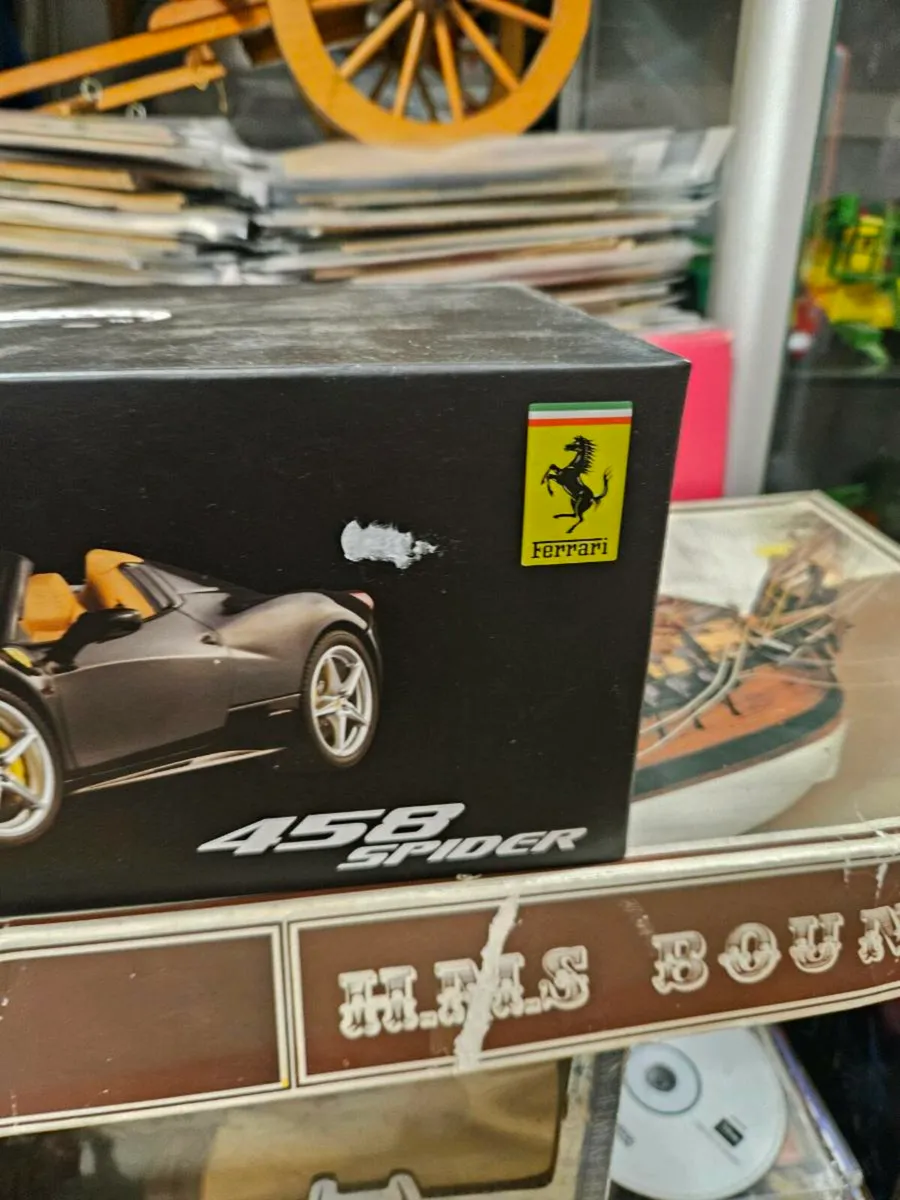 Ferrari
458
SPIDER
H.M.S BOUN